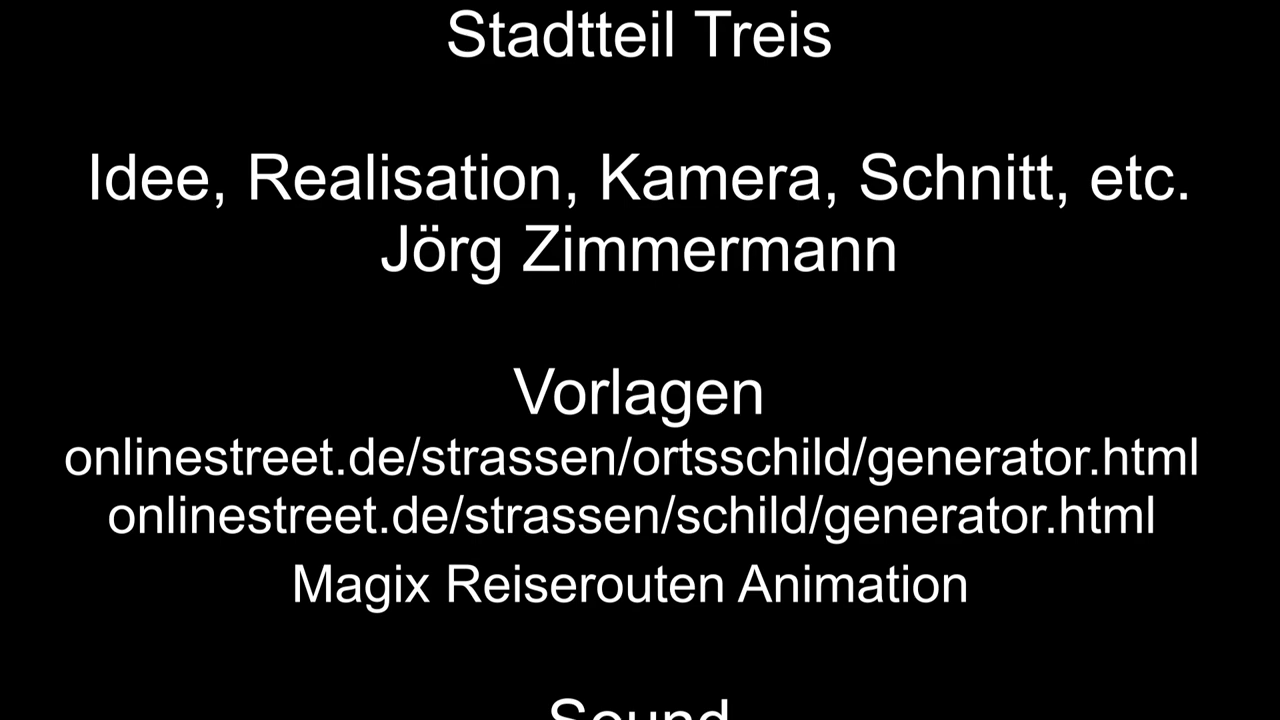 Stadtteil Treis
Idee, Realisation, Kamera, Schnitt, etc.
Jörg Zimmermann
Vorlagen
onlinestreet.de/strassen/ortsschild/generator.html
onlinestreet.de/strassen/schild/generator.html
Magix Reiserouten Animation
Sound